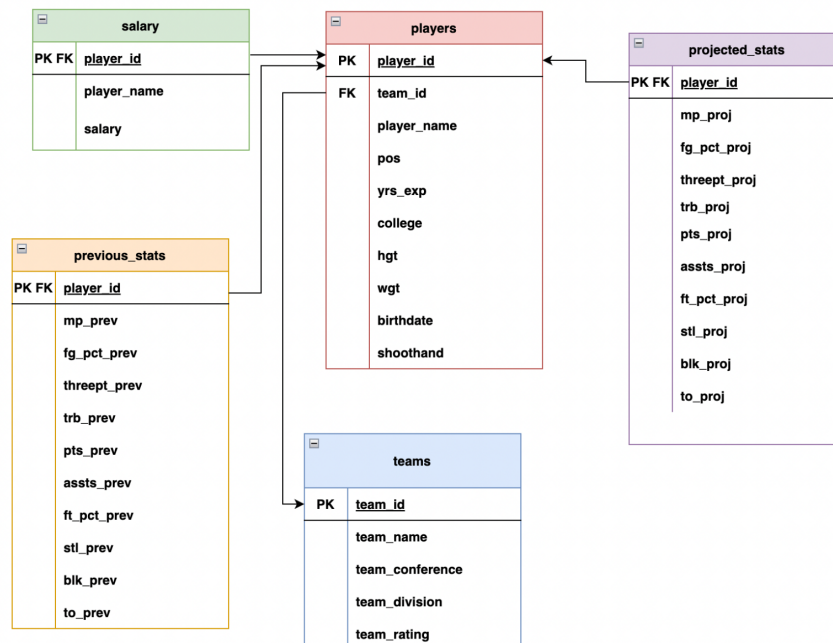 salary
PK FK player_id
player_name
salary
players
PK player_id
FK team_id
player_name
pos
yrs_exp
college
hgt
wgt
birthdate
shoothand
projected_stats
PK FK player_id
mp_proj
fg_pct_proj
threept_proj
trb_proj
pts_proj
assts_proj
ft_pct_proj
stl_proj
blk_proj
to_proj
previous_stats
PK FK player_id
mp_prev
fg_pct_prev
threept_prev
trb_prev
pts_prev
assts_prev
ft_pct_prev
stl_prev
blk_prev
to_prev
teams
PK team_id
team_name
team_conference
team_division
team_rating